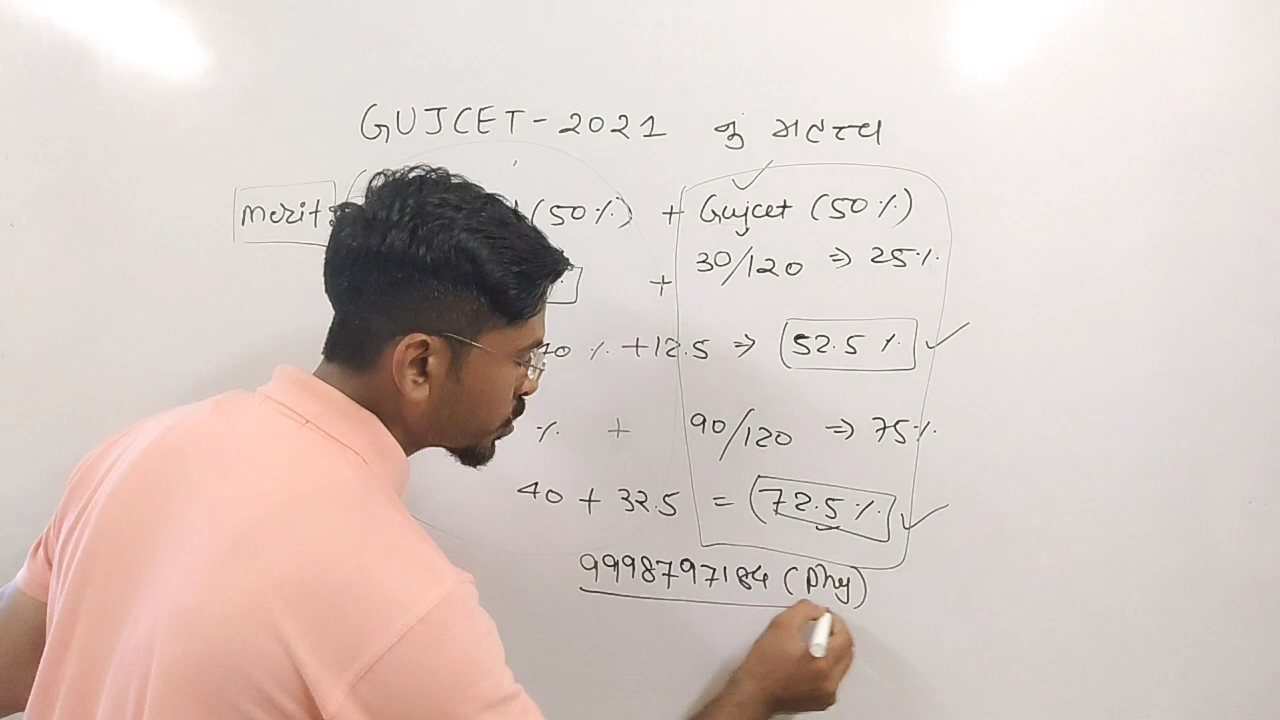 GUJCET - 2021 નું મહત્ત્વ
Merit: (50%) + Gujcet (50%)
+ 30/120 ⇒ 25%
40 % + 12.5 ⇒ 52.5 %
% + 90/120 ⇒ 75%
40 + 32.5 = 72.5%
9998797184 (Phy)